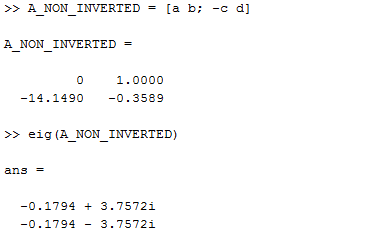 >> A_NON_INVERTED = [a b; -c d]
A_NON_INVERTED =
0 1.0000
-14.1490 -0.3589
>> eig(A_NON_INVERTED)
ans =
-0.1794 + 3.7572i
-0.1794 - 3.7572i